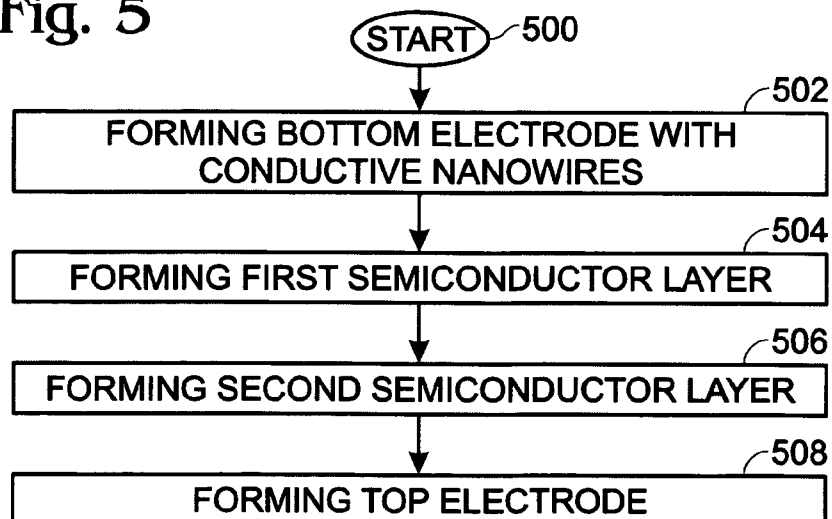 Fig. 5
START 500
502
FORMING BOTTOM ELECTRODE WITH
CONDUCTIVE NANOWIRES
504
FORMING FIRST SEMICONDUCTOR LAYER
506
FORMING SECOND SEMICONDUCTOR LAYER
508
FORMING TOP ELECTRODE